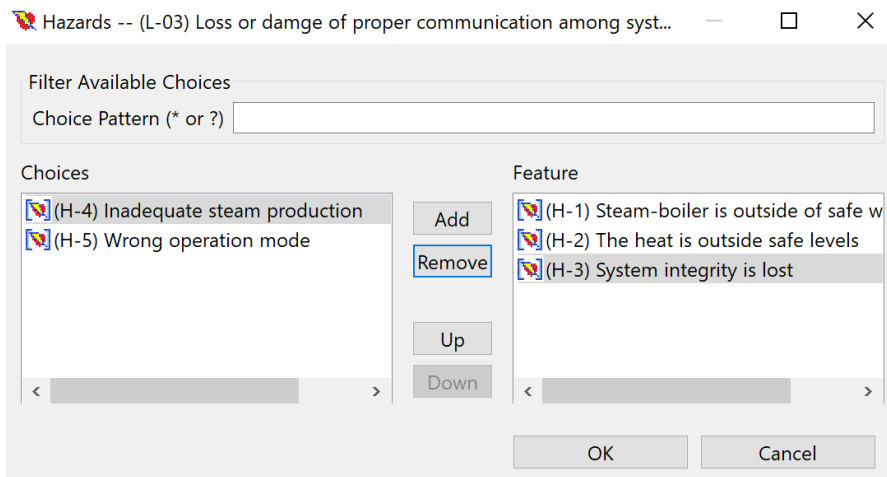 Hazards -- (L-03) Loss or damge of proper communication among syst...
Filter Available Choices
Choice Pattern (* or ?)
Choices
Feature
(H-4) Inadequate steam production
(H-5) Wrong operation mode
Add
Remove
Up
Down
(H-1) Steam-boiler is outside of safe w
(H-2) The heat is outside safe levels
(H-3) System integrity is lost
OK
Cancel